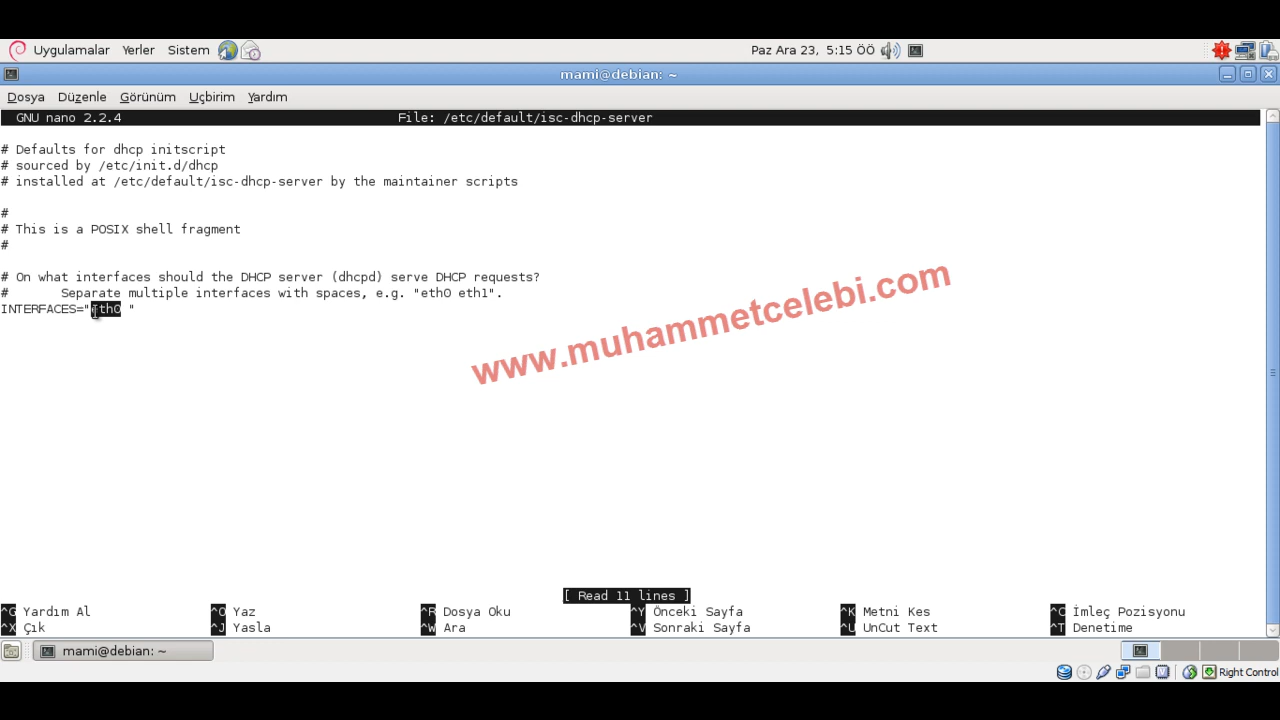 Uygulamalar Yerler Sistem Paz Ara 23, 5:15 ÖÖ
mami@debian: ~
Dosya Düzenle Görünüm Uçbirim Yardım
GNU nano 2.2.4 File: /etc/default/isc-dhcp-server
# Defaults for dhcp initscript
# sourced by /etc/init.d/dhcp
# installed at /etc/default/isc-dhcp-server by the maintainer scripts
#
# This is a POSIX shell fragment
#
# On what interfaces should the DHCP server (dhcpd) serve DHCP requests?
# Separate multiple interfaces with spaces, e.g. "eth0 eth1".
INTERFACES="eth0 "
www.muhammetcelebi.com
[ Read 11 lines ]
^G Yardım Al ^O Yaz ^R Dosya Oku ^Y Önceki Sayfa ^K Metni Kes ^C İmleç Pozisyonu
^X Çık ^J Yasla ^W Ara ^V Sonraki Sayfa ^U UnCut Text ^T Denetime
mami@debian: ~
Right Control